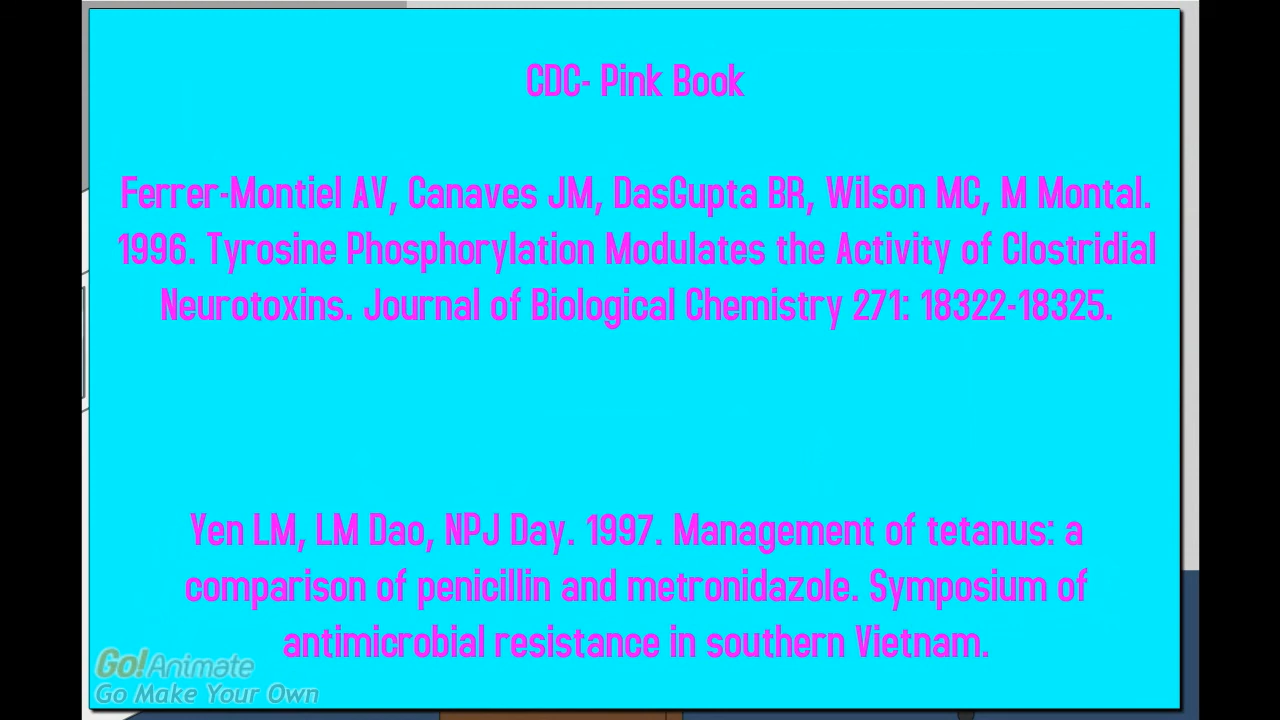 CDC- Pink Book
Ferrer-Montiel AV, Canaves JM, DasGupta BR, Wilson MC, M Montal.
1996. Tyrosine Phosphorylation Modulates the Activity of Clostridial
Neurotoxins. Journal of Biological Chemistry 271: 18322-18325.
Yen LM, LM Dao, NPJ Day. 1997. Management of tetanus: a
comparison of penicillin and metronidazole. Symposium of
antimicrobial resistance in southern Vietnam.
Go!Animate
Go Make Your Own